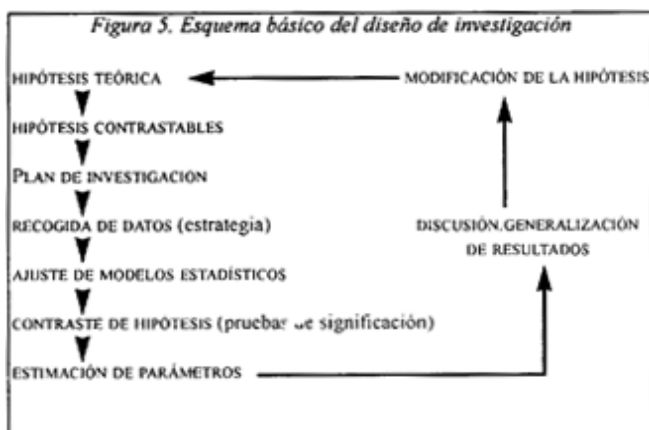 Figura 5. Esquema básico del diseño de investigación
HIPÓTESIS TEÓRICA
MODIFICACIÓN DE LA HIPÓTESIS
HIPÓTESIS CONTRASTABLES
PLAN DE INVESTIGACIÓN
RECOGIDA DE DATOS (estrategia)
DISCUSIÓN.GENERALIZACIÓN
DE RESULTADOS
AJUSTE DE MODELOS ESTADÍSTICOS
CONTRASTE DE HIPÓTESIS (pruebas de significación)
ESTIMACIÓN DE PARÁMETROS